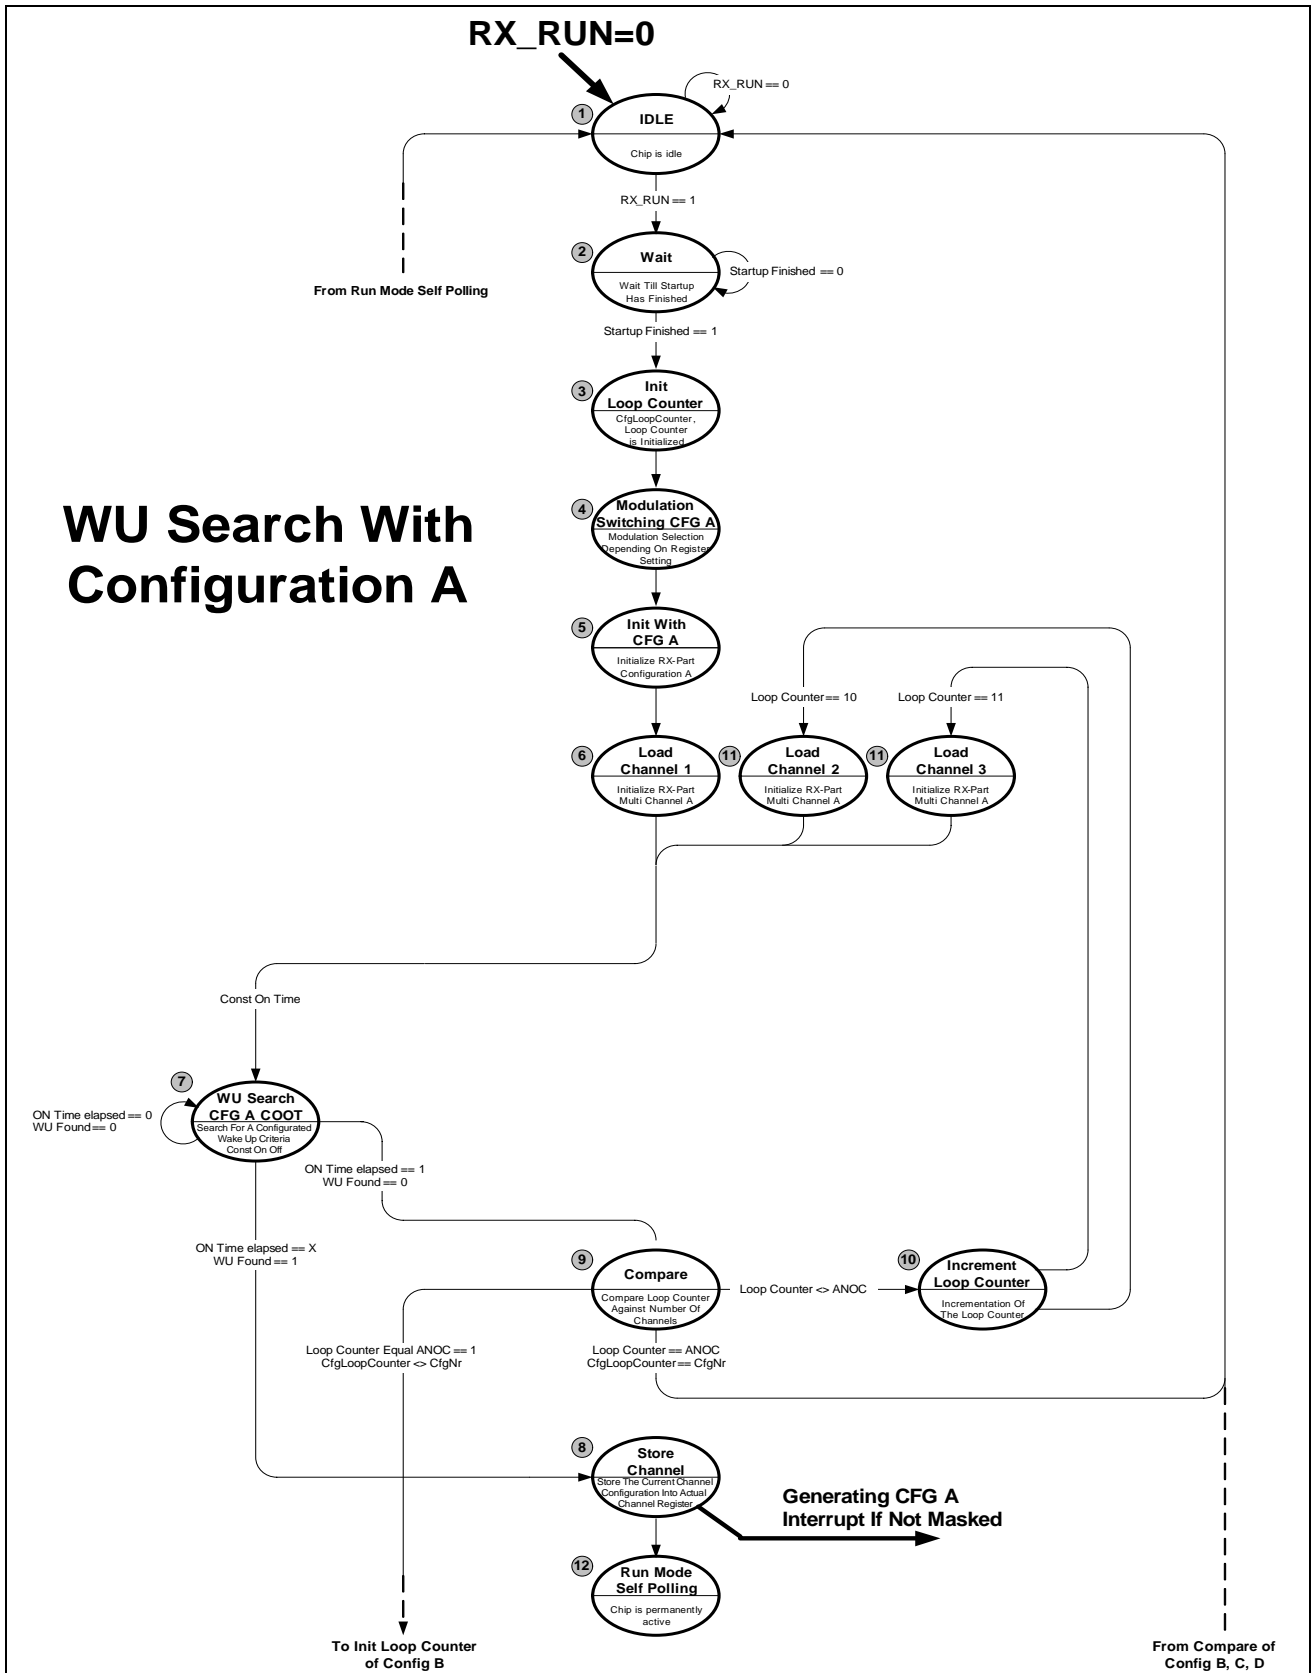 RX_RUN=0
RX_RUN == 0
1
IDLE
Chip is idle
RX_RUN == 1
2
Wait
Startup Finished == 0
Wait Till Startup
Has Finished
From Run Mode Self Polling
Startup Finished == 1
3
Init
Loop Counter
CfgLoopCounter,
Loop Counter
is Initialized
WU Search With
Configuration A
4
Modulation
Switching CFG A
Modulation Selection
Depending On Register
Setting
5
Init With
CFG A
Initialize RX-Part
Configuration A
Loop Counter == 10
Loop Counter == 11
6
Load
Channel 1
Initialize RX-Part
Multi Channel A
11
Load
Channel 2
Initialize RX-Part
Multi Channel A
11
Load
Channel 3
Initialize RX-Part
Multi Channel A
Const On Time
7
WU Search
CFG A COOT
Search For A Configurated
Wake Up Criteria
Const On Off
ON Time elapsed == 0
WU Found == 0
ON Time elapsed == 1
WU Found == 0
ON Time elapsed == X
WU Found == 1
9
Compare
Compare Loop Counter
Against Number Of
Channels
Loop Counter <> ANOC
10
Increment
Loop Counter
Incrementation Of
The Loop Counter
Loop Counter Equal ANOC == 1
CfgLoopCounter <> CfgNr
Loop Counter == ANOC
CfgLoopCounter == CfgNr
8
Store
Channel
Store The Current Channel
Configuration Into Actual
Channel Register
Generating CFG A
Interrupt If Not Masked
12
Run Mode
Self Polling
Chip is permanently
active
To Init Loop Counter
of Config B
From Compare of
Config B, C, D